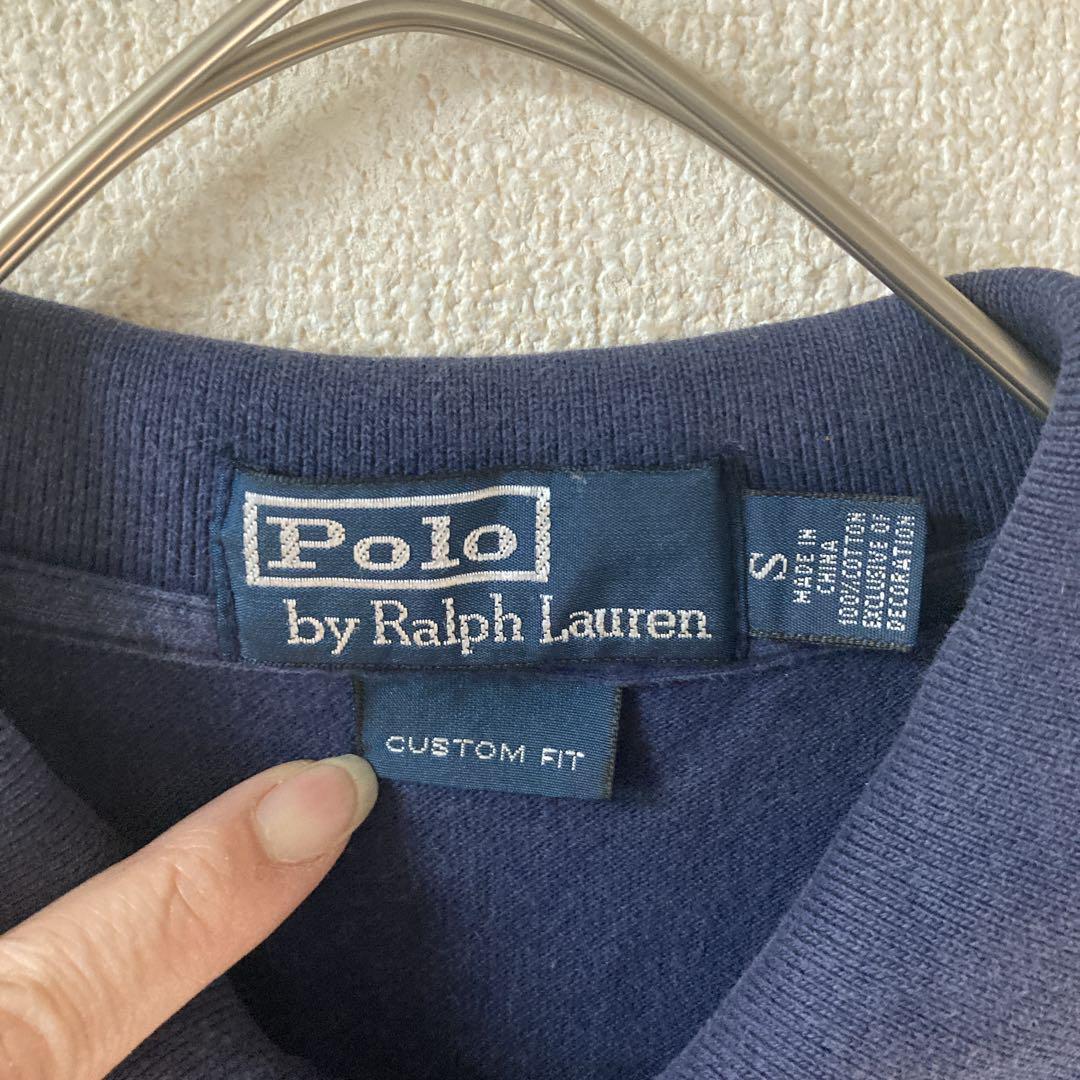 Polo
by Ralph Lauren
S
MADE IN
CHINA
100%COTTON
EXCLUSIVE OF
DECORATION
CUSTOM FIT